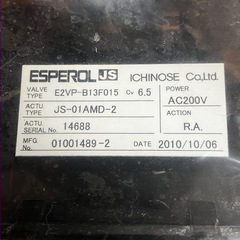 ESPEROL JS ICHINOSE Co,Ltd.
VALVE TYPE E2VP-B13F015 Cv 6.5
POWER AC200V
ACTU. TYPE JS-01AMD-2
ACTION R.A.
ACTU. SERIAL No. 14688
MFG. No. 01001489-2 2010/10/06